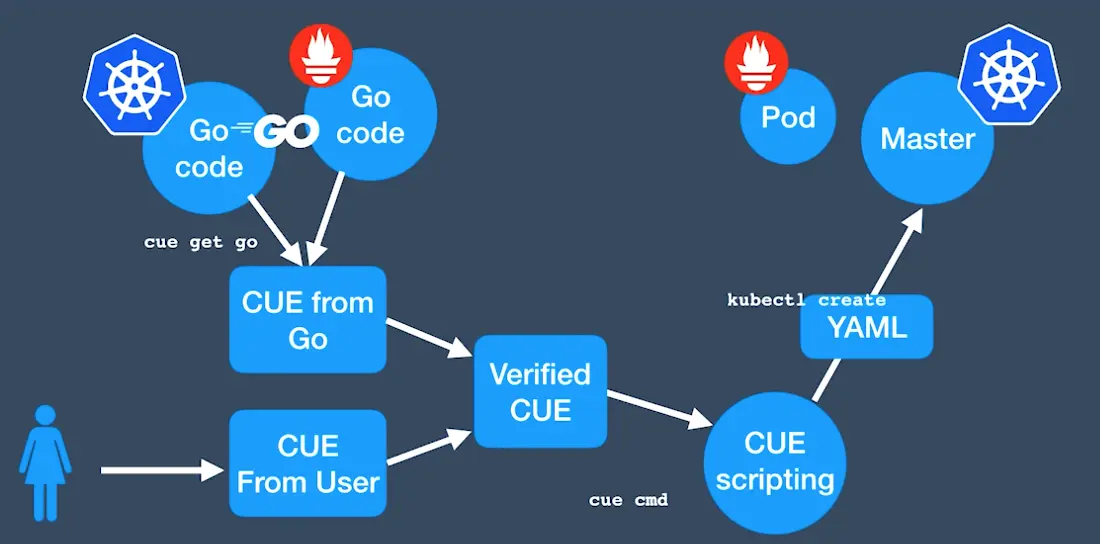 Go
code
GO
Go
code
Pod
Master
cue get go
CUE from
Go
kubectl create
YAML
Verified
CUE
CUE
From User
CUE
scripting
cue cmd